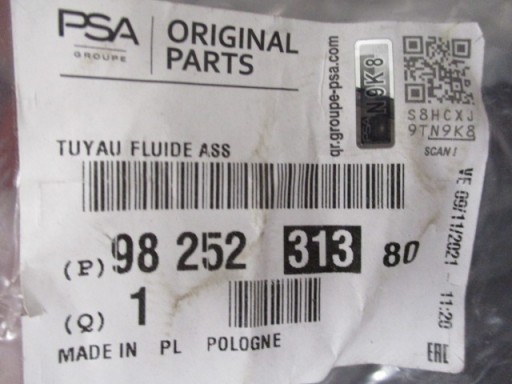 PSA
GROUPE
ORIGINAL
PARTS
qr.groupe-psa.com
N9K8
S8HCXJ
9TN9K8
SCAN !
TUYAU FLUIDE ASS
(P) 98 252 313 80
(Q) 1
MADE IN PL POLOGNE
VE 09/11/2021 - 11:20
EAC